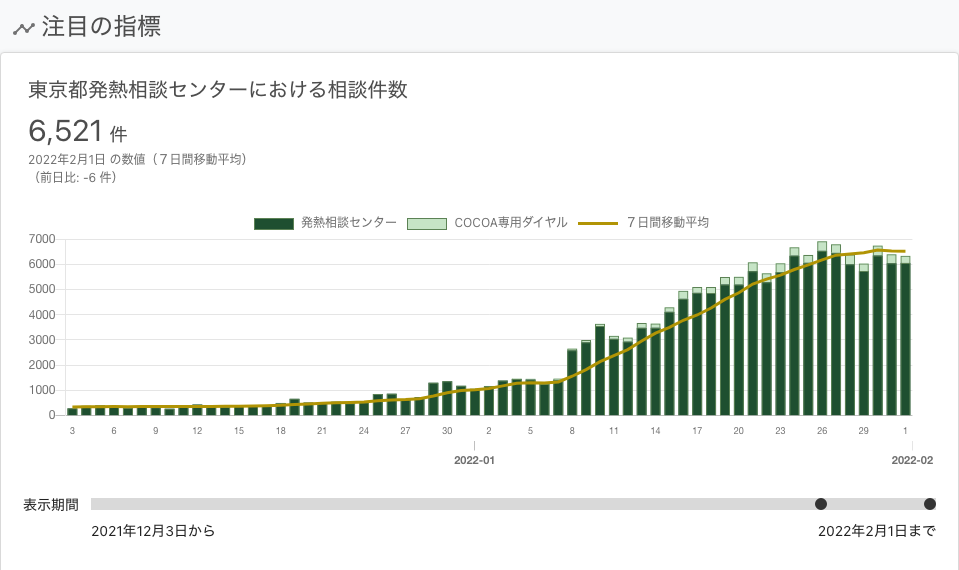 注目の指標
東京都発熱相談センターにおける相談件数
6,521 件
2022年2月1日 の数値（７日間移動平均）
（前日比: -6 件）
発熱相談センター COCOA専用ダイヤル ７日間移動平均
7000
6000
5000
4000
3000
2000
1000
0
3 6 9 12 15 18 21 24 27 30 2 5 8 11 14 17 20 23 26 29 1
2022-01 2022-02
表示期間
2021年12月3日から 2022年2月1日まで